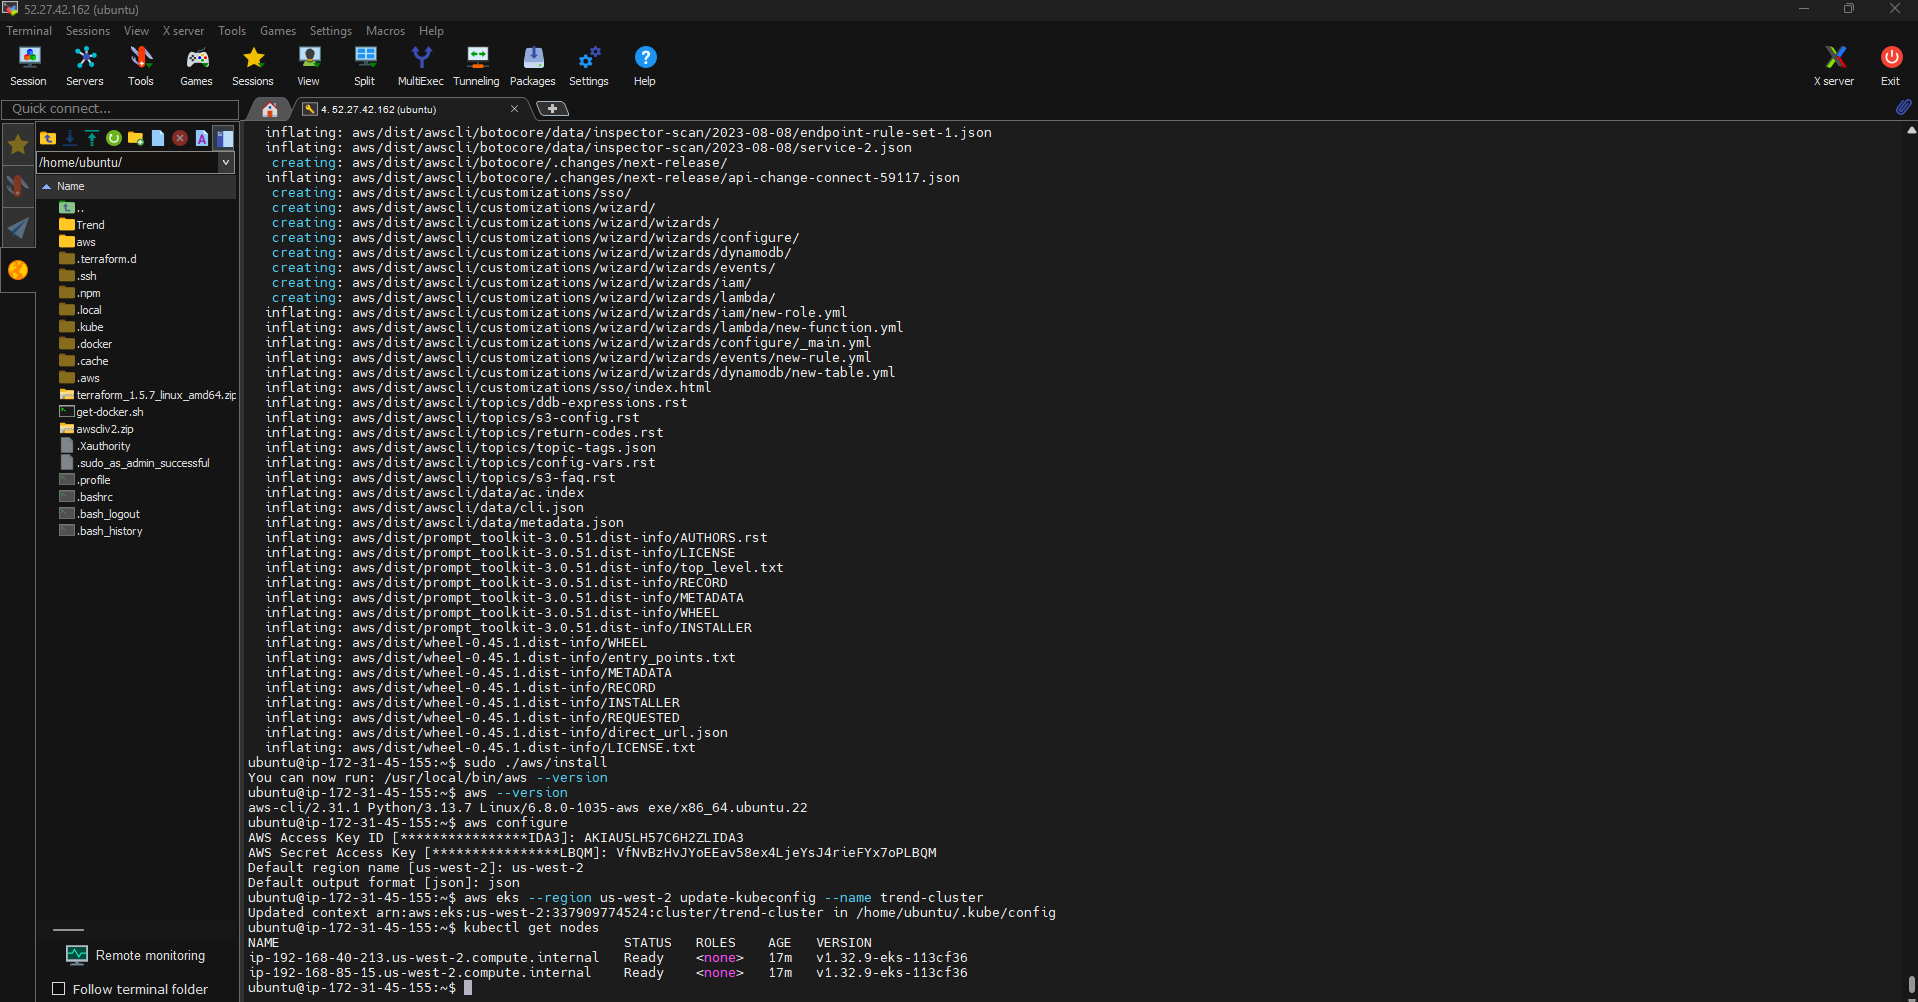 52.27.42.162 (ubuntu)
Terminal Sessions View X server Tools Games Settings Macros Help
Session Servers Tools Games Sessions View Split MultiExec Tunneling Packages Settings Help X server Exit
Quick connect...
4. 52.27.42.162 (ubuntu)
/home/ubuntu/
Name
..
Trend
aws
.terraform.d
.ssh
.npm
.local
.kube
.docker
.cache
.aws
terraform_1.5.7_linux_amd64.zip
get-docker.sh
awscliv2.zip
.Xauthority
.sudo_as_admin_successful
.profile
.bashrc
.bash_logout
.bash_history
Remote monitoring
Follow terminal folder
inflating: aws/dist/awscli/botocore/data/inspector-scan/2023-08-08/endpoint-rule-set-1.json
inflating: aws/dist/awscli/botocore/data/inspector-scan/2023-08-08/service-2.json
creating: aws/dist/awscli/botocore/.changes/next-release/
inflating: aws/dist/awscli/botocore/.changes/next-release/api-change-connect-59117.json
creating: aws/dist/awscli/customizations/sso/
creating: aws/dist/awscli/customizations/wizard/
creating: aws/dist/awscli/customizations/wizard/wizards/
creating: aws/dist/awscli/customizations/wizard/wizards/configure/
creating: aws/dist/awscli/customizations/wizard/wizards/dynamodb/
creating: aws/dist/awscli/customizations/wizard/wizards/events/
creating: aws/dist/awscli/customizations/wizard/wizards/iam/
creating: aws/dist/awscli/customizations/wizard/wizards/lambda/
inflating: aws/dist/awscli/customizations/wizard/wizards/iam/new-role.yml
inflating: aws/dist/awscli/customizations/wizard/wizards/lambda/new-function.yml
inflating: aws/dist/awscli/customizations/wizard/wizards/configure/_main.yml
inflating: aws/dist/awscli/customizations/wizard/wizards/events/new-rule.yml
inflating: aws/dist/awscli/customizations/wizard/wizards/dynamodb/new-table.yml
inflating: aws/dist/awscli/customizations/sso/index.html
inflating: aws/dist/awscli/topics/ddb-expressions.rst
inflating: aws/dist/awscli/topics/s3-config.rst
inflating: aws/dist/awscli/topics/return-codes.rst
inflating: aws/dist/awscli/topics/topic-tags.json
inflating: aws/dist/awscli/topics/config-vars.rst
inflating: aws/dist/awscli/topics/s3-faq.rst
inflating: aws/dist/awscli/data/ac.index
inflating: aws/dist/awscli/data/cli.json
inflating: aws/dist/awscli/data/metadata.json
inflating: aws/dist/prompt_toolkit-3.0.51.dist-info/AUTHORS.rst
inflating: aws/dist/prompt_toolkit-3.0.51.dist-info/LICENSE
inflating: aws/dist/prompt_toolkit-3.0.51.dist-info/top_level.txt
inflating: aws/dist/prompt_toolkit-3.0.51.dist-info/RECORD
inflating: aws/dist/prompt_toolkit-3.0.51.dist-info/METADATA
inflating: aws/dist/prompt_toolkit-3.0.51.dist-info/WHEEL
inflating: aws/dist/prompt_toolkit-3.0.51.dist-info/INSTALLER
inflating: aws/dist/wheel-0.45.1.dist-info/WHEEL
inflating: aws/dist/wheel-0.45.1.dist-info/entry_points.txt
inflating: aws/dist/wheel-0.45.1.dist-info/METADATA
inflating: aws/dist/wheel-0.45.1.dist-info/RECORD
inflating: aws/dist/wheel-0.45.1.dist-info/INSTALLER
inflating: aws/dist/wheel-0.45.1.dist-info/REQUESTED
inflating: aws/dist/wheel-0.45.1.dist-info/direct_url.json
inflating: aws/dist/wheel-0.45.1.dist-info/LICENSE.txt
ubuntu@ip-172-31-45-155:~$ sudo ./aws/install
You can now run: /usr/local/bin/aws --version
ubuntu@ip-172-31-45-155:~$ aws --version
aws-cli/2.31.1 Python/3.13.7 Linux/6.8.0-1035-aws exe/x86_64.ubuntu.22
ubuntu@ip-172-31-45-155:~$ aws configure
AWS Access Key ID [****************IDA3]: AKIAU5LH57C6H2ZLIDA3
AWS Secret Access Key [****************LBQM]: 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
Default region name [us-west-2]: us-west-2
Default output format [json]: json
ubuntu@ip-172-31-45-155:~$ aws eks --region us-west-2 update-kubeconfig --name trend-cluster
Updated context arn:aws:eks:us-west-2:337909774524:cluster/trend-cluster in /home/ubuntu/.kube/config
ubuntu@ip-172-31-45-155:~$ kubectl get nodes
NAME STATUS ROLES AGE VERSION
ip-192-168-40-213.us-west-2.compute.internal Ready <none> 17m v1.32.9-eks-113cf36
ip-192-168-85-15.us-west-2.compute.internal Ready <none> 17m v1.32.9-eks-113cf36
ubuntu@ip-172-31-45-155:~$